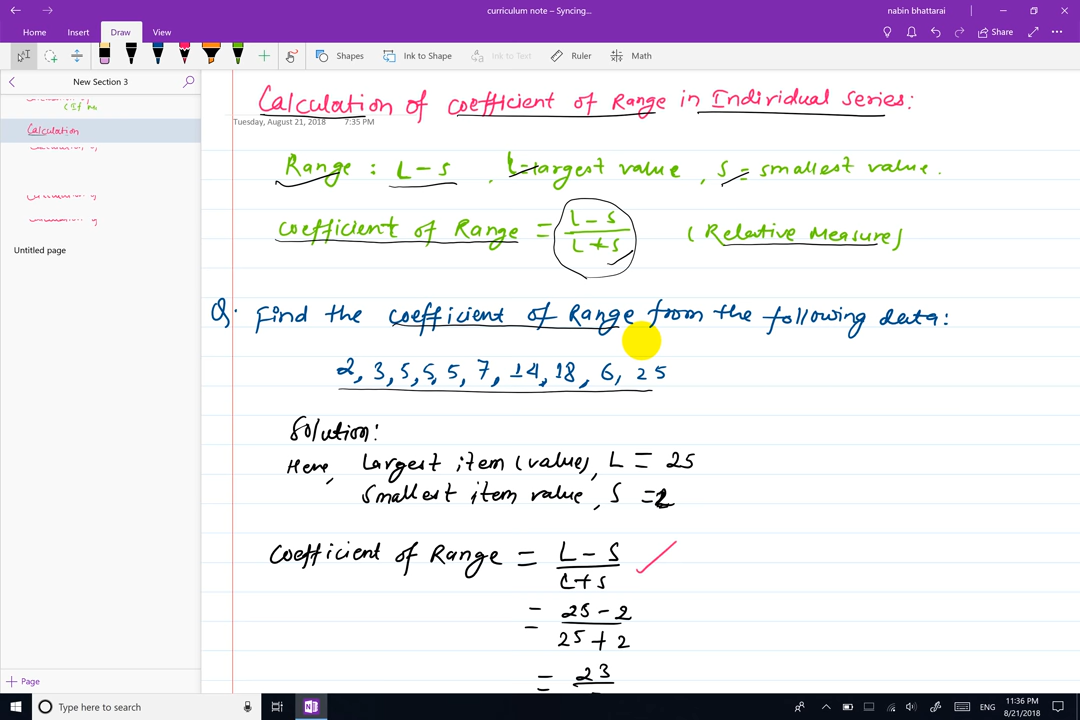 curriculum note – Syncing...
nabin bhattarai
Home Insert Draw View
Share
Shapes Ink to Shape Ink to Text Ruler Math
New Section 3
Calculation of coefficient of Range in Individual Series:
Tuesday, August 21, 2018 7:35 PM
Calculation
Range : L - S , L = largest value, S = smallest value.
Coefficient of Range = L - S / L + S (Relative Measure)
Untitled page
Q. Find the coefficient of Range from the following data:
2, 3, 5, 5, 5, 7, 14, 18, 6, 25
Solution:
Here, Largest item (value), L = 25
Smallest item value, S = 2
Coefficient of Range = L - S / L + S
= 25 - 2 / 25 + 2
= 23
+ Page
Type here to search
ENG
11:36 PM
8/21/2018